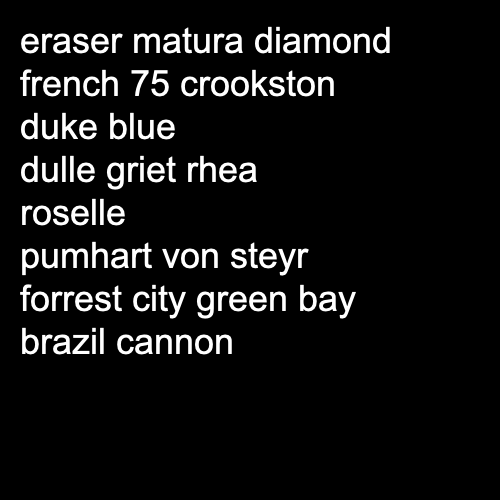 eraser matura diamond
french 75 crookston
duke blue
dulle griet rhea
roselle
pumhart von steyr
forrest city green bay
brazil cannon